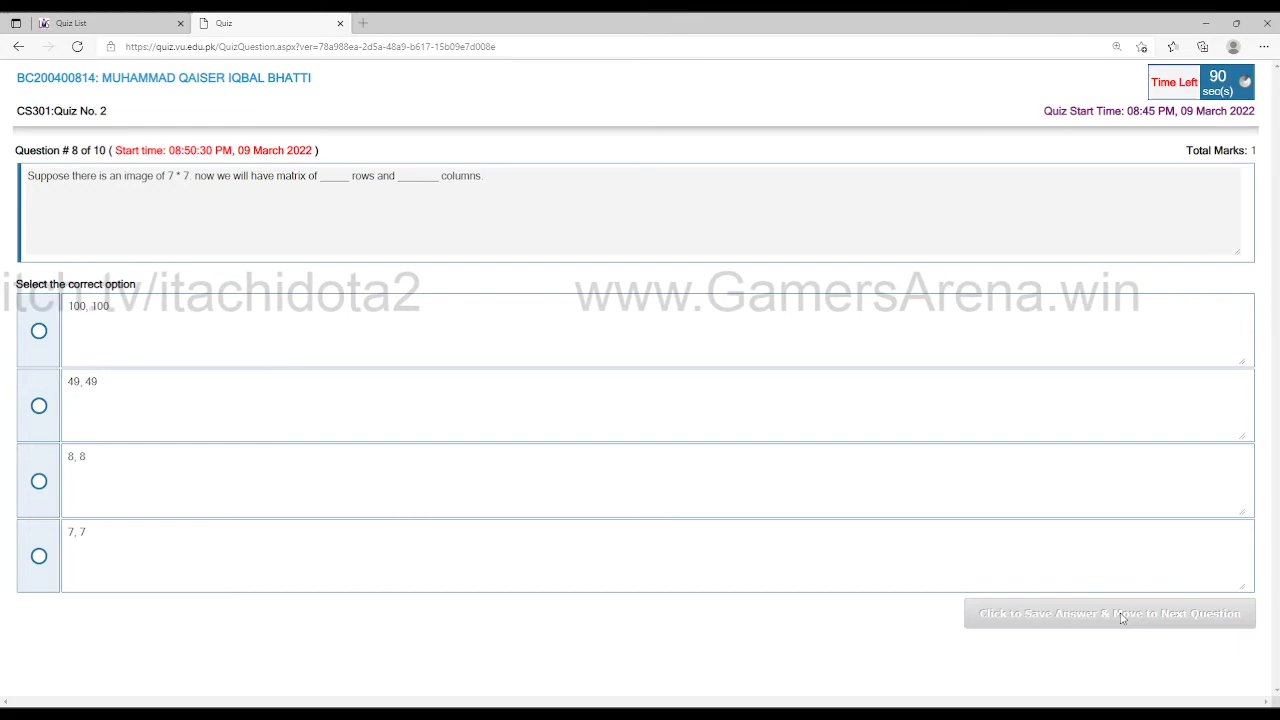 Quiz List
Quiz
https://quiz.vu.edu.pk/QuizQuestion.aspx?ver=78a988ea-2d5a-48a9-b617-15b09e7d008e
BC200400814: MUHAMMAD QAISER IQBAL BHATTI
Time Left 90 sec(s)
CS301:Quiz No. 2
Quiz Start Time: 08:45 PM, 09 March 2022
Question # 8 of 10 ( Start time: 08:50:30 PM, 09 March 2022 )
Total Marks: 1
Suppose there is an image of 7 * 7. now we will have matrix of _____ rows and _______ columns.
Select the correct option
itch.tv/itachidota2
www.GamersArena.win
100, 100
49, 49
8, 8
7, 7
Click to Save Answer & Move to Next Question